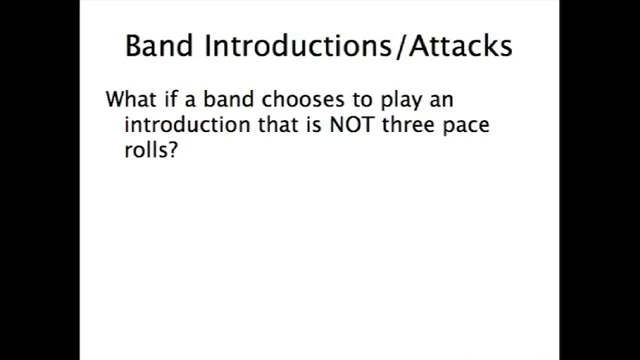 Band Introductions/Attacks
What if a band chooses to play an
introduction that is NOT three pace
rolls?